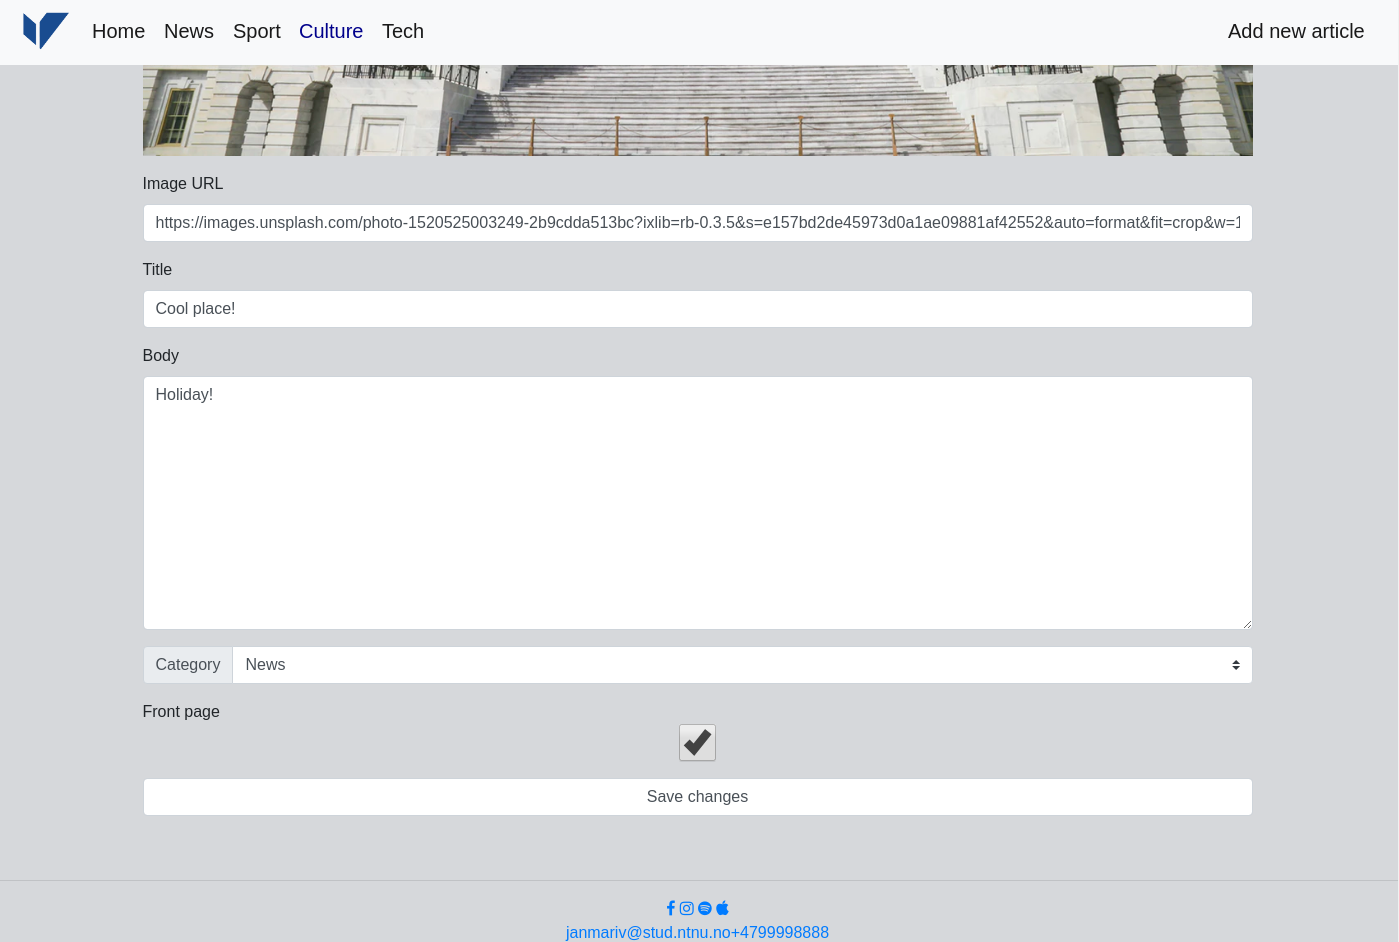 Home News Sport Culture Tech Add new article
Image URL
https://images.unsplash.com/photo-1520525003249-2b9cdda513bc?ixlib=rb-0.3.5&s=e157bd2de45973d0a1ae09881af42552&auto=format&fit=crop&w=1
Title
Cool place!
Body
Holiday!
Category News
Front page
Save changes
janmariv@stud.ntnu.no+4799998888